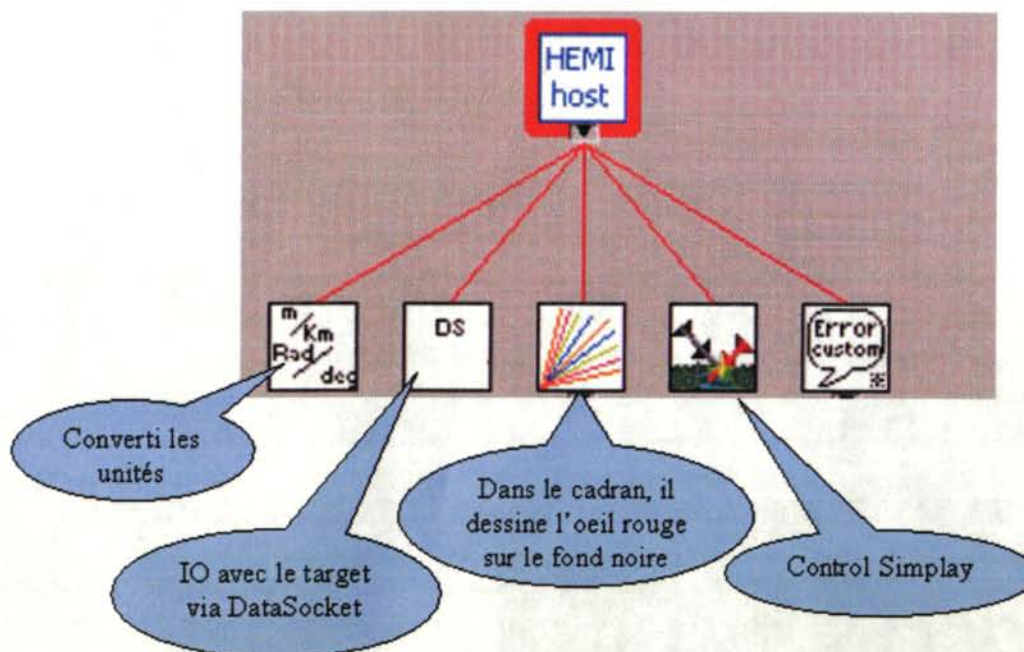 HEMI
host
m
Km
Rad
deg
DS
Error
custom
Converti les
unités
IO avec le target
via DataSocket
Dans le cadran, il
dessine l'oeil rouge
sur le fond noire
Control Simplay